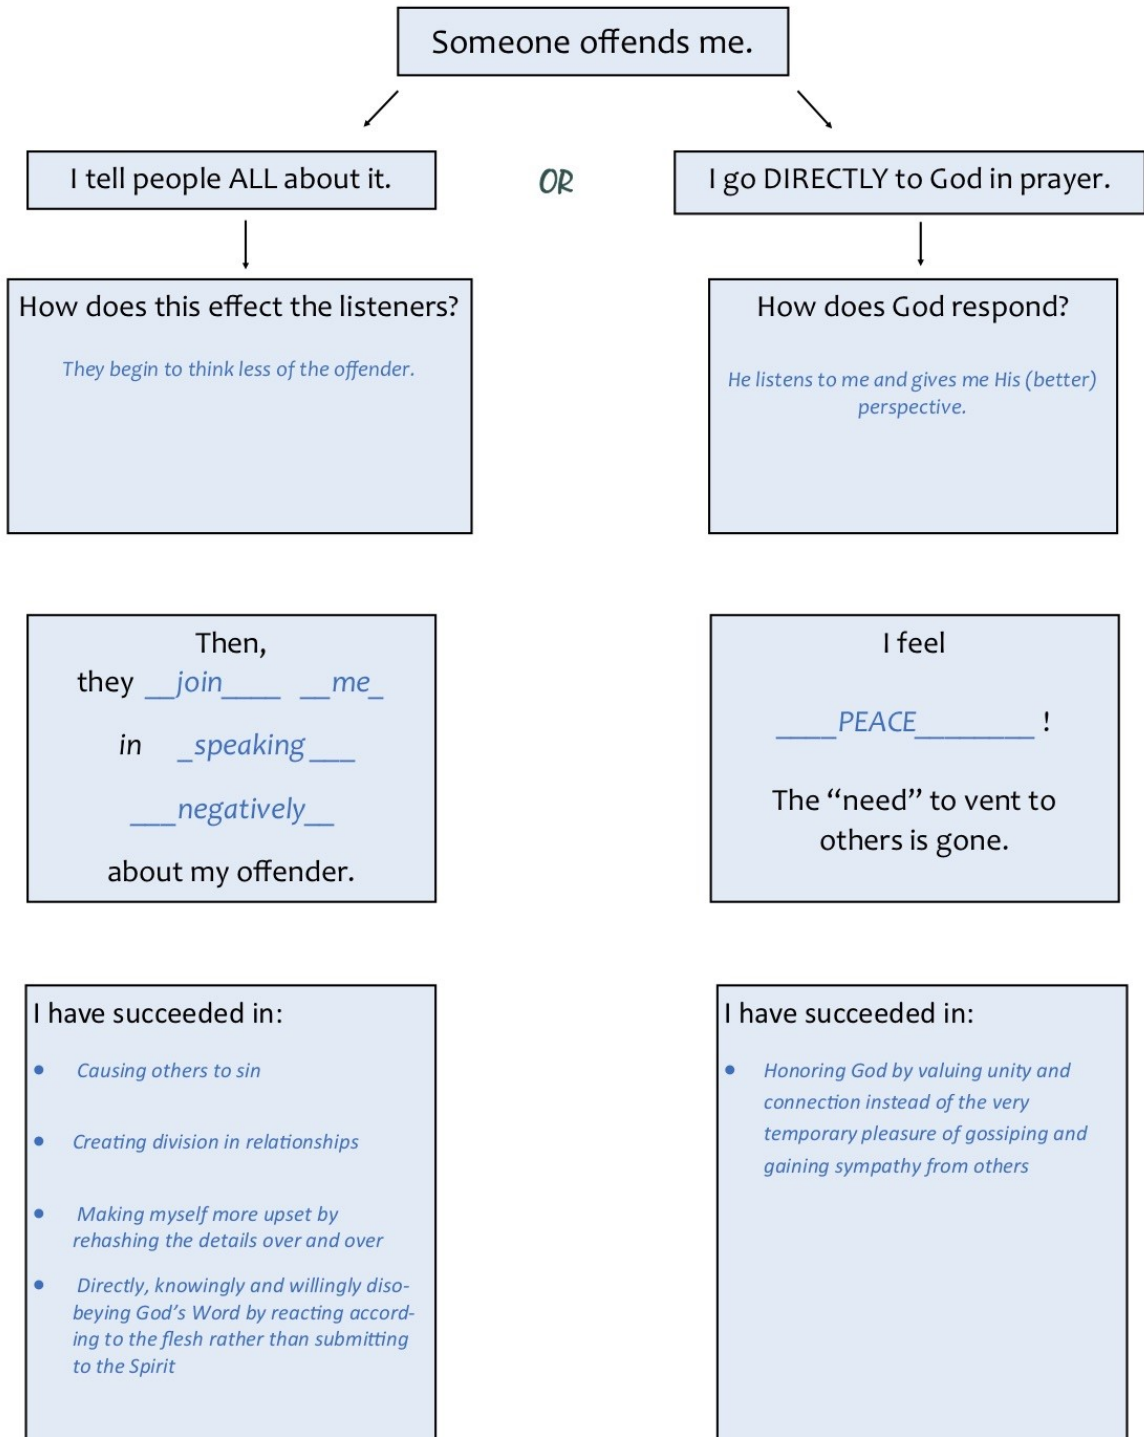 Someone offends me.
I tell people ALL about it.
OR
I go DIRECTLY to God in prayer.
How does this effect the listeners?
They begin to think less of the offender.
How does God respond?
He listens to me and gives me His (better)
perspective.
Then,
they __join____ __me_
in _speaking___
___negatively__
about my offender.
I feel
____PEACE________ !
The “need” to vent to
others is gone.
I have succeeded in:
• Causing others to sin
• Creating division in relationships
• Making myself more upset by
rehashing the details over and over
• Directly, knowingly and willingly diso-
beying God’s Word by reacting accord-
ing to the flesh rather than submitting
to the Spirit
I have succeeded in:
• Honoring God by valuing unity and
connection instead of the very
temporary pleasure of gossiping and
gaining sympathy from others